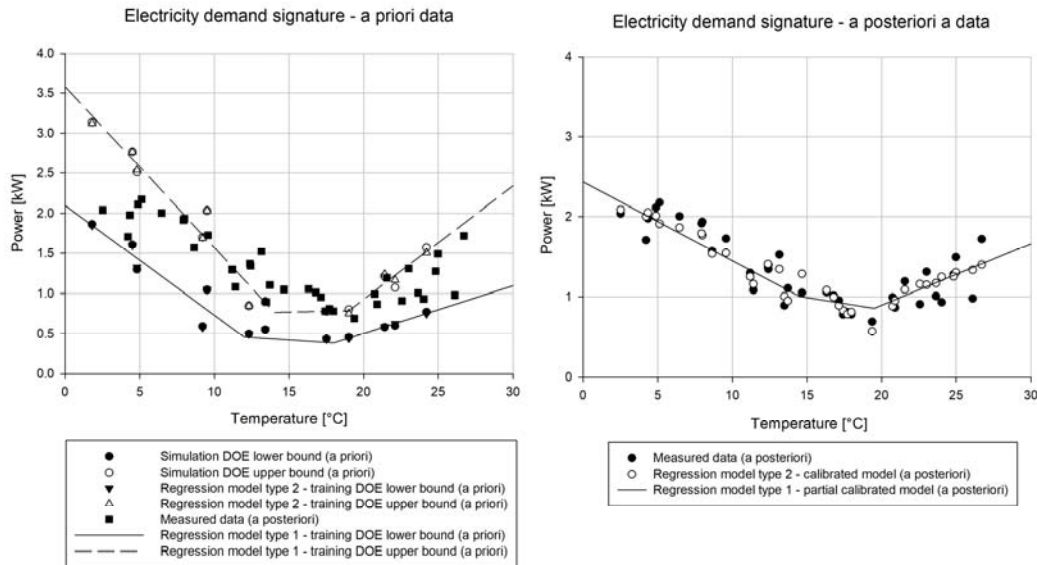 Electricity demand signature - a priori data
4.0
3.5
3.0
2.5
2.0
1.5
1.0
0.5
0.0
Power [kW]
0 5 10 15 20 25 30
Temperature [°C]
Simulation DOE lower bound (a priori)
Simulation DOE upper bound (a priori)
Regression model type 2 - training DOE lower bound (a priori)
Regression model type 2 - training DOE upper bound (a priori)
Measured data (a posteriori)
Regression model type 1 - training DOE lower bound (a priori)
Regression model type 1 - training DOE upper bound (a priori)
Electricity demand signature - a posteriori a data
4
3
2
1
0
Power [kW]
0 5 10 15 20 25 30
Temperature [°C]
Measured data (a posteriori)
Regression model type 2 - calibrated model (a posteriori)
Regression model type 1 - partial calibrated model (a posteriori)